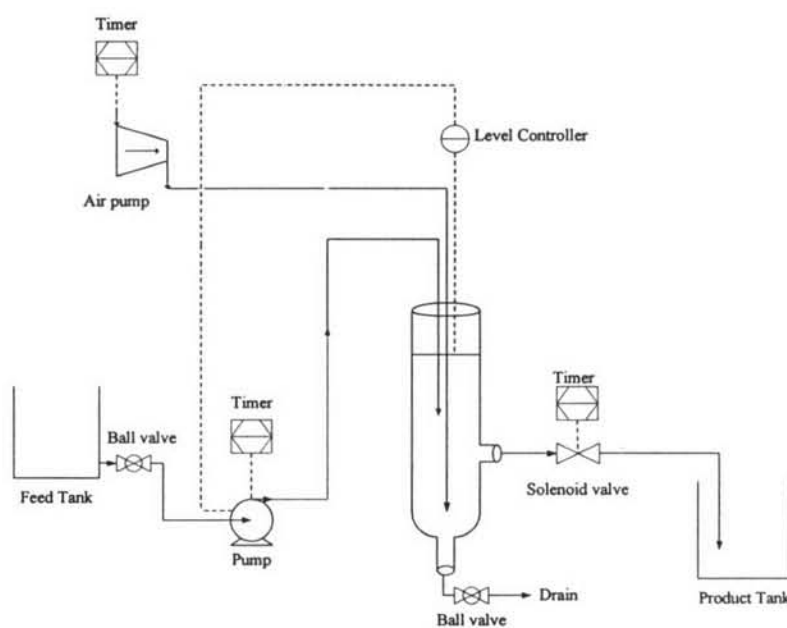 Timer
Level Controller
Air pump
Timer
Timer
Ball valve
Feed Tank
Solenoid valve
Pump
Drain
Product Tank
Ball valve